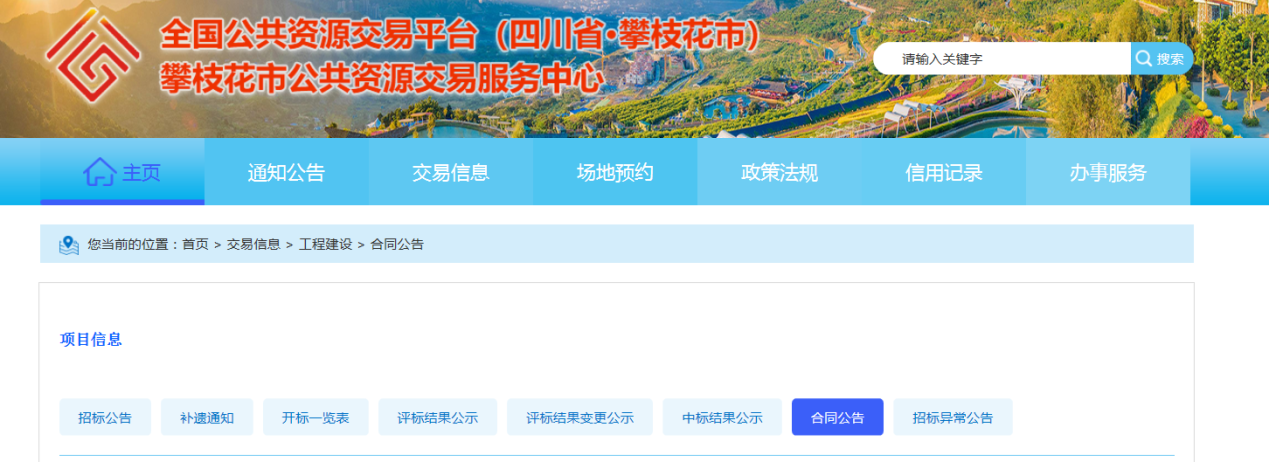 全国公共资源交易平台（四川省·攀枝花市）
攀枝花市公共资源交易服务中心
请输入关键字 搜索
主页 通知公告 交易信息 场地预约 政策法规 信用记录 办事服务
您当前的位置：首页 > 交易信息 > 工程建设 > 合同公告
项目信息
招标公告 补遗通知 开标一览表 评标结果公示 评标结果变更公示 中标结果公示 合同公告 招标异常公告